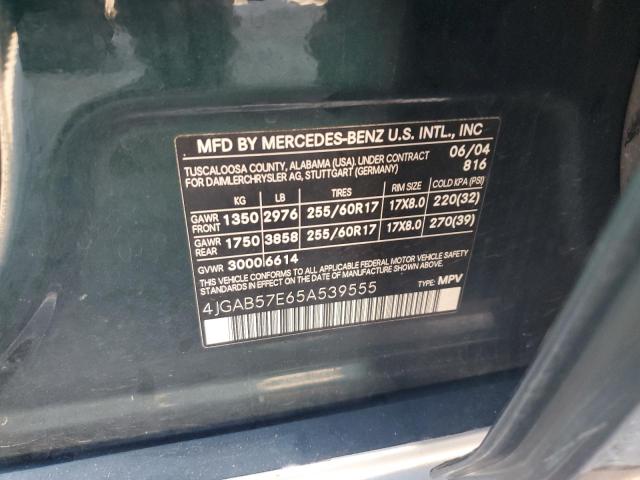 MFD BY MERCEDES-BENZ U.S. INTL., INC
TUSCALOOSA COUNTY, ALABAMA (USA). UNDER CONTRACT 06/04
FOR DAIMLERCHRYSLER AG, STUTTGART (GERMANY) 816
KG LB TIRES RIM SIZE COLD KPA (PSI)
GAWR FRONT 1350 2976 255/60R17 17X8.0 220(32)
GAWR REAR 1750 3858 255/60R17 17X8.0 270(39)
GVWR 3000 6614
THIS VEHICLE CONFORMS TO ALL APPLICABLE FEDERAL MOTOR VEHICLE SAFETY
STANDARDS IN EFFECT ON THE DATE OF MANUFACTURE SHOWN ABOVE.
4JGAB57E65A539555 TYPE: MPV